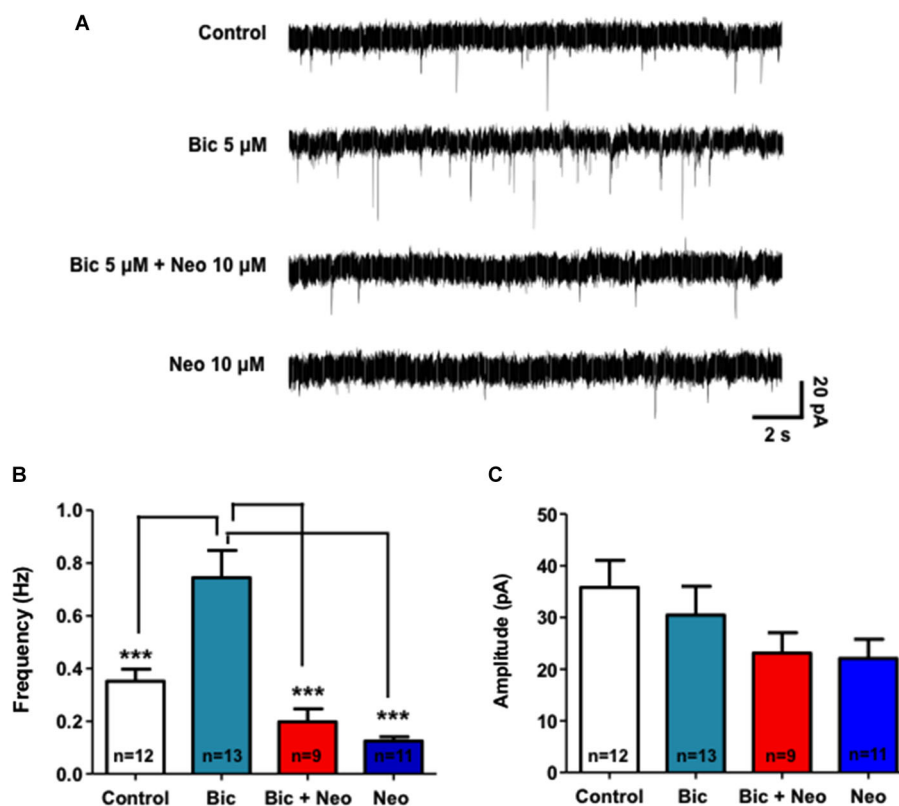 A
Control
Bic 5 µM
Bic 5 µM + Neo 10 µM
Neo 10 µM
20 pA
2 s
B
Frequency (Hz)
1.0
0.8
0.6
0.4
0.2
0.0
***
***
***
n=12
n=13
n=9
n=11
Control
Bic
Bic + Neo
Neo
C
Amplitude (pA)
50
40
30
20
10
0
n=12
n=13
n=9
n=11
Control
Bic
Bic + Neo
Neo